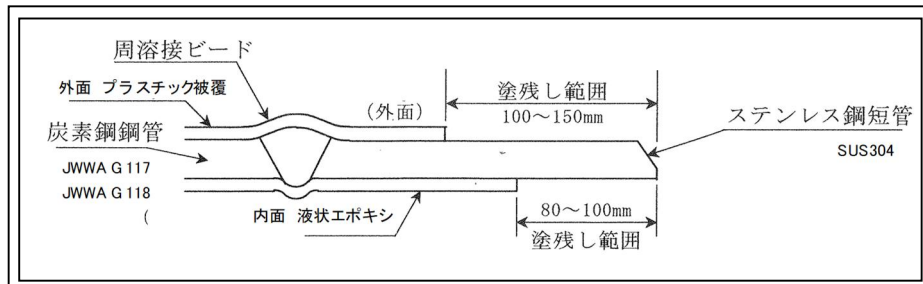 周溶接ビード
外面 プラスチック被覆
(外面)
塗残し範囲
100～150mm
ステンレス鋼短管
SUS304
炭素鋼鋼管
JWWA G 117
JWWA G 118
(
内面 液状エポキシ
80～100mm
塗残し範囲